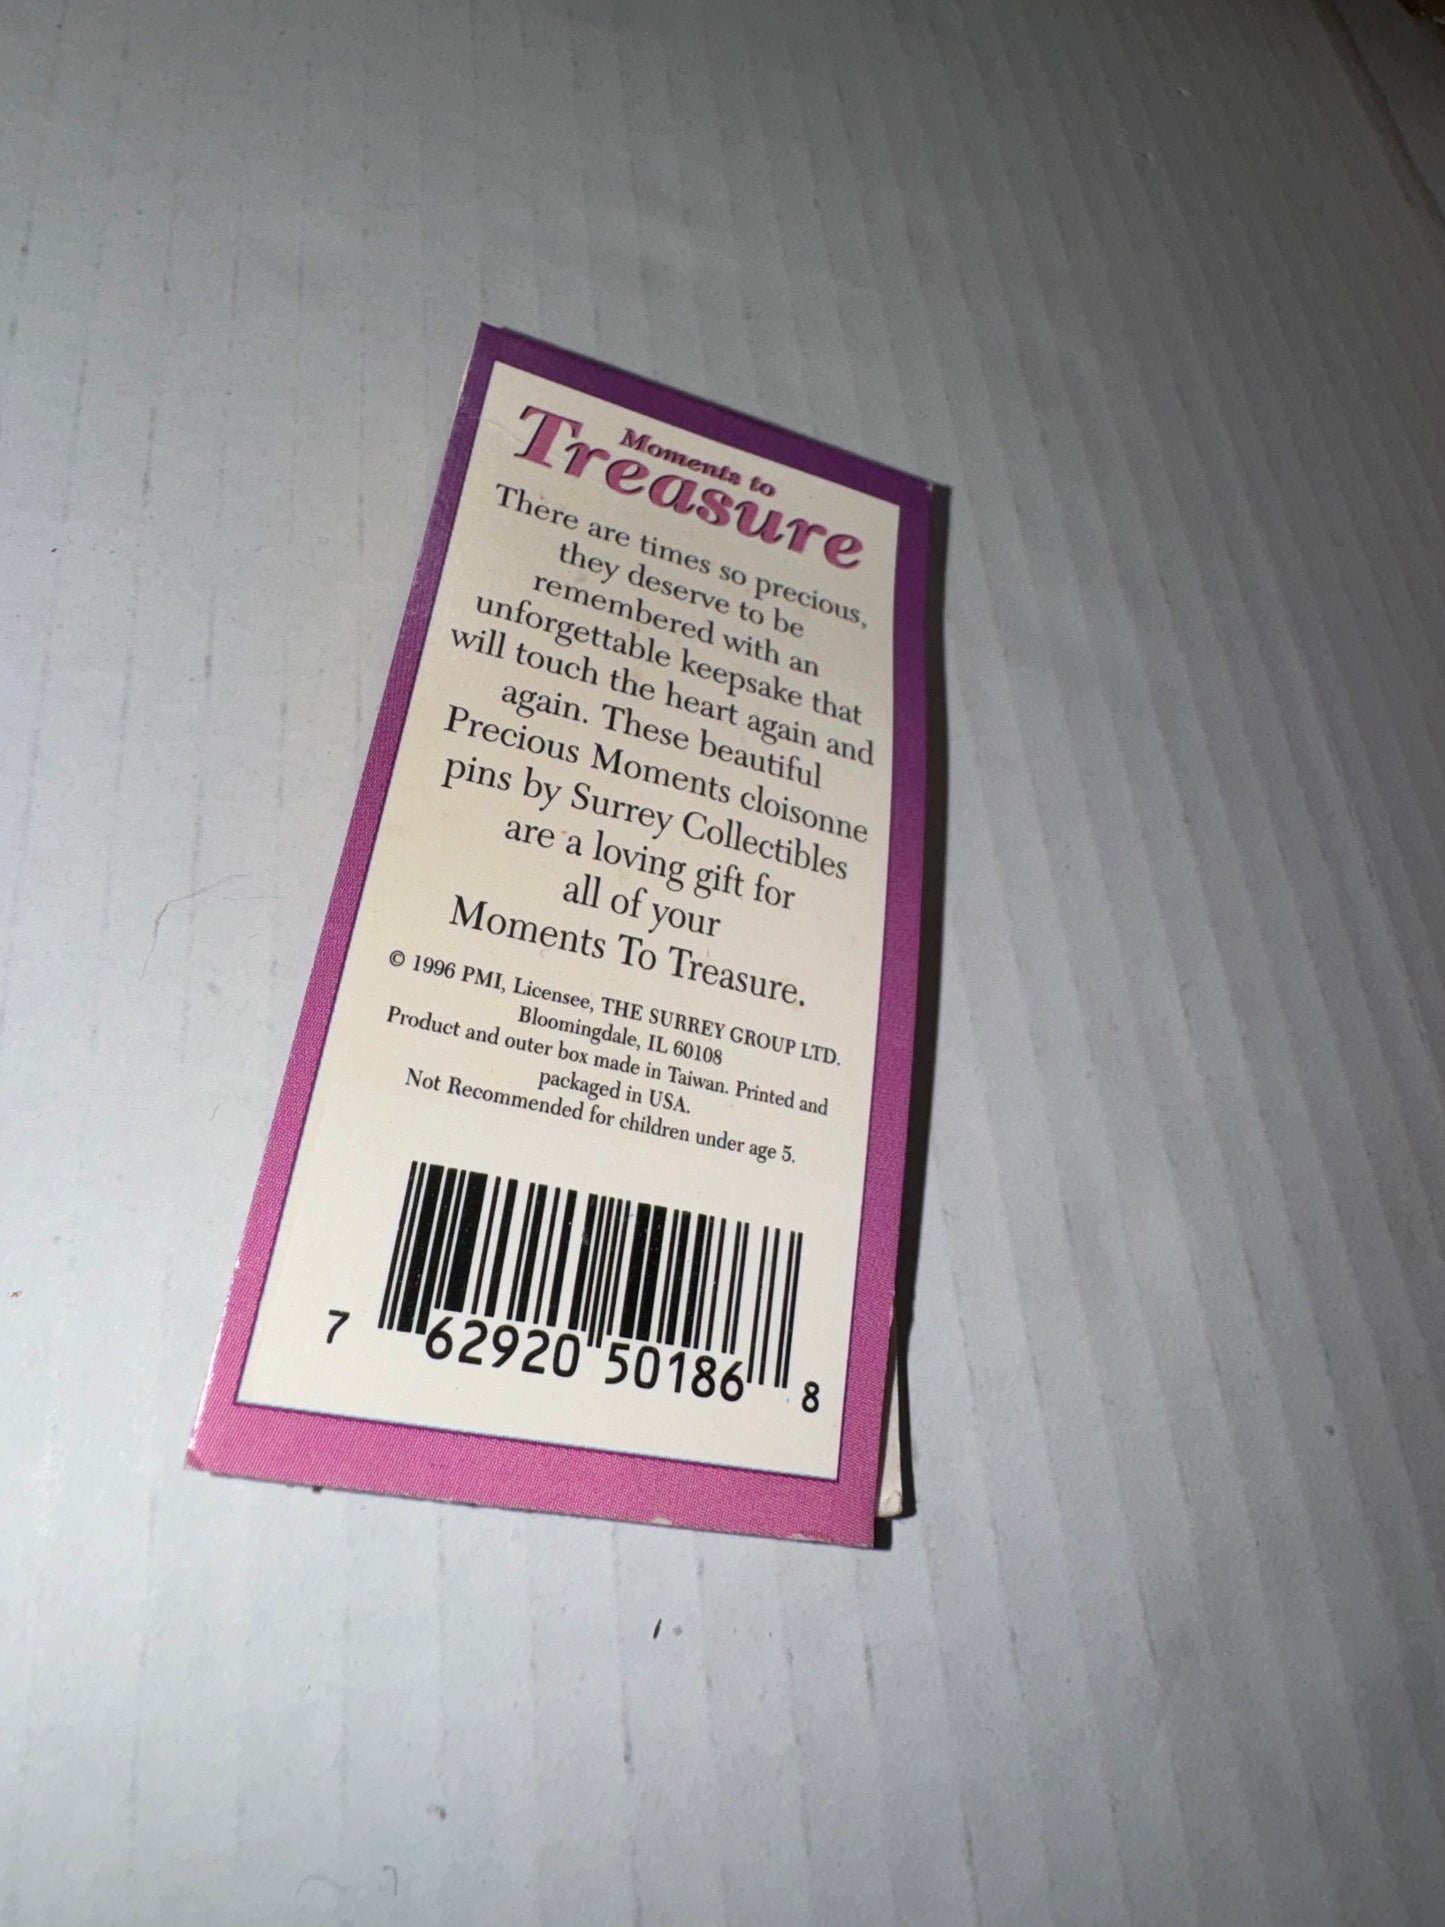 Moments to
Treasure
There are times so precious,
they deserve to be
remembered with an
unforgettable keepsake that
will touch the heart again and
again. These beautiful
Precious Moments cloisonne
pins by Surrey Collectibles
are a loving gift for
all of your
Moments To Treasure.
© 1996 PMI, Licensee, THE SURREY GROUP LTD.
Bloomingdale, IL 60108
Product and outer box made in Taiwan. Printed and
packaged in USA.
Not Recommended for children under age 5.
7 62920 50186 8